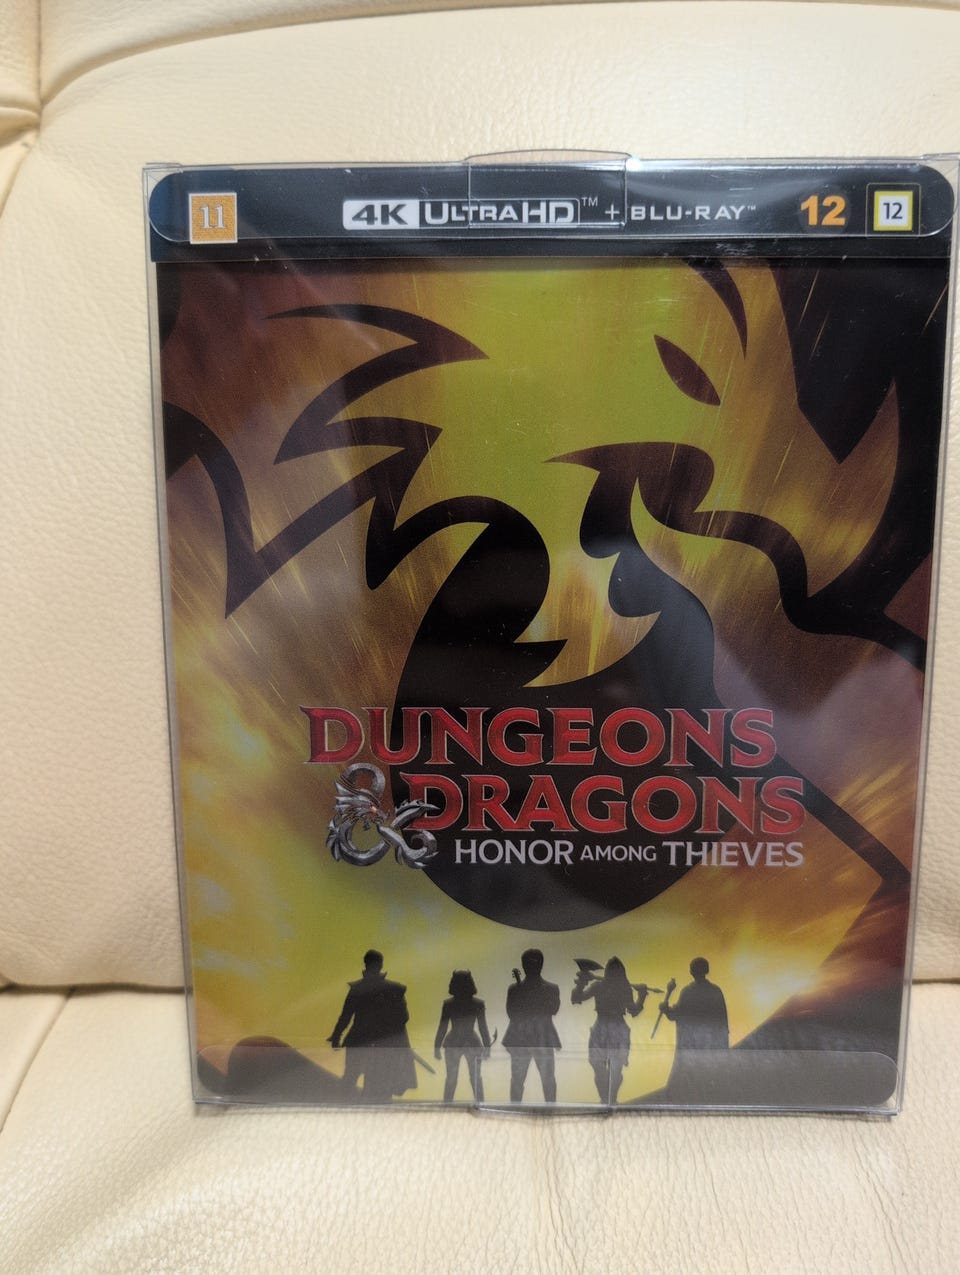 11 4K ULTRA HD™ + BLU-RAY™ 12 12
DUNGEONS
& DRAGONS
HONOR AMONG THIEVES